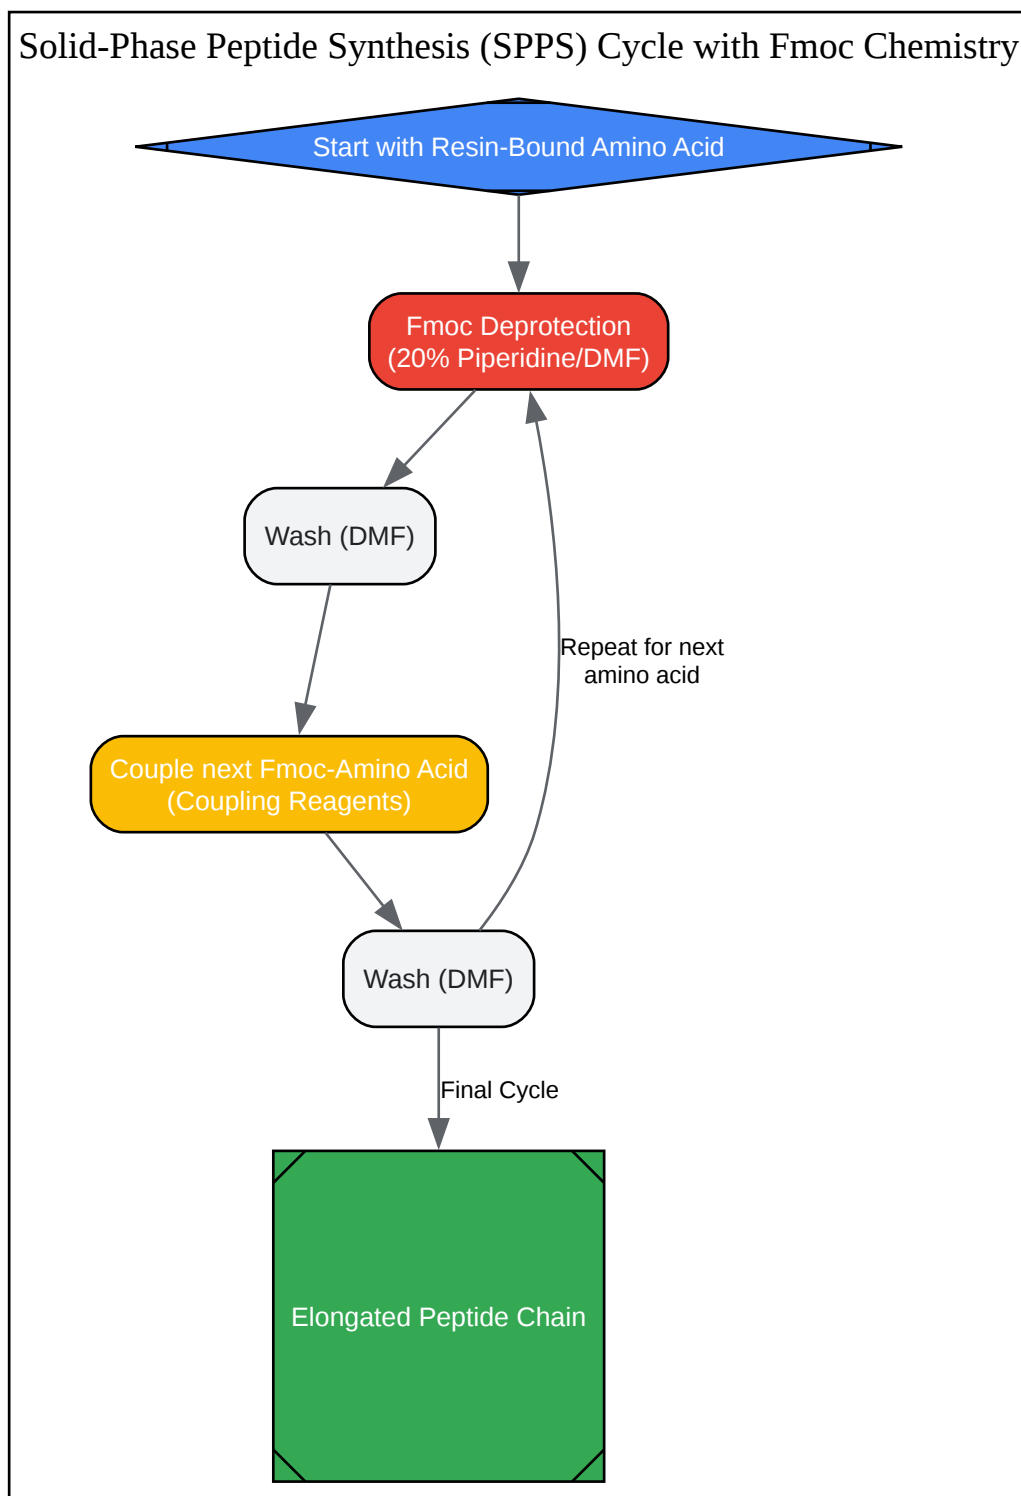 Solid-Phase Peptide Synthesis (SPPS) Cycle with Fmoc Chemistry
Start with Resin-Bound Amino Acid
Fmoc Deprotection
(20% Piperidine/DMF)
Wash (DMF)
Repeat for next
amino acid
Couple next Fmoc-Amino Acid
(Coupling Reagents)
Wash (DMF)
Final Cycle
Elongated Peptide Chain